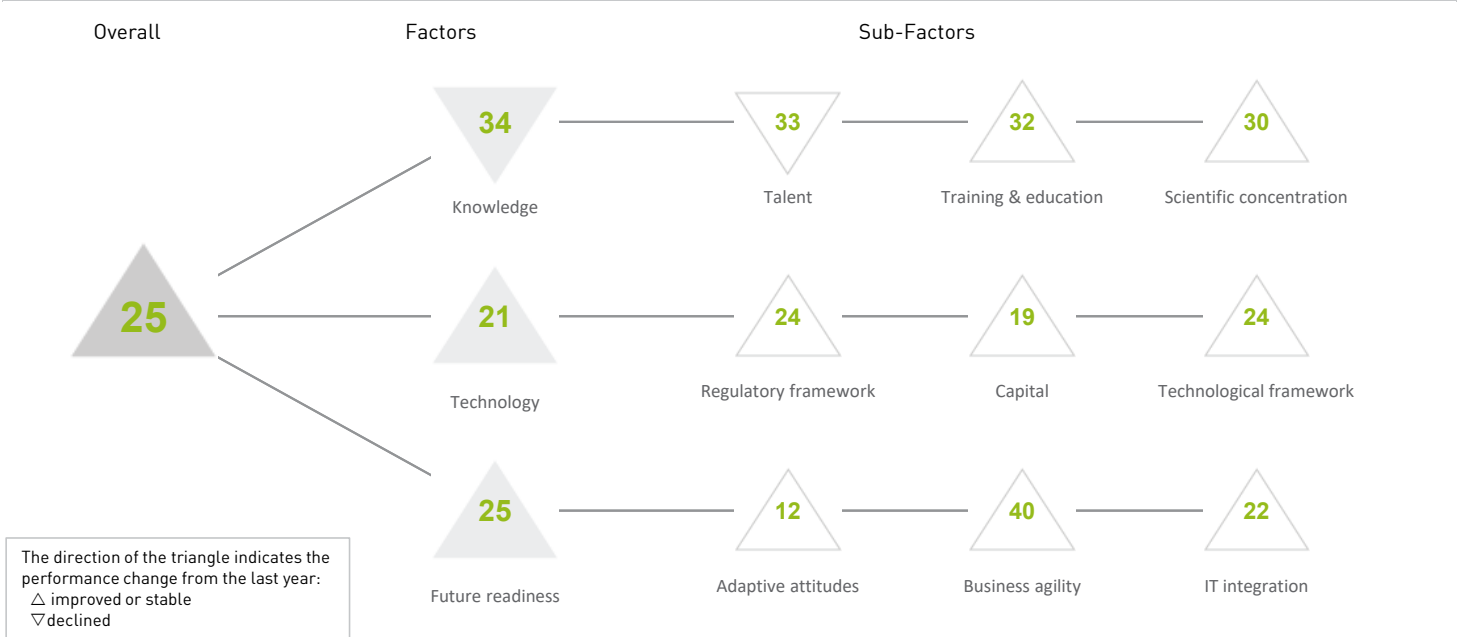 Overall
Factors
Sub-Factors
34
33
32
30
Knowledge
Talent
Training & education
Scientific concentration
25
21
24
19
24
Technology
Regulatory framework
Capital
Technological framework
25
12
40
22
Future readiness
Adaptive attitudes
Business agility
IT integration
The direction of the triangle indicates the
performance change from the last year:
△ improved or stable
▽declined